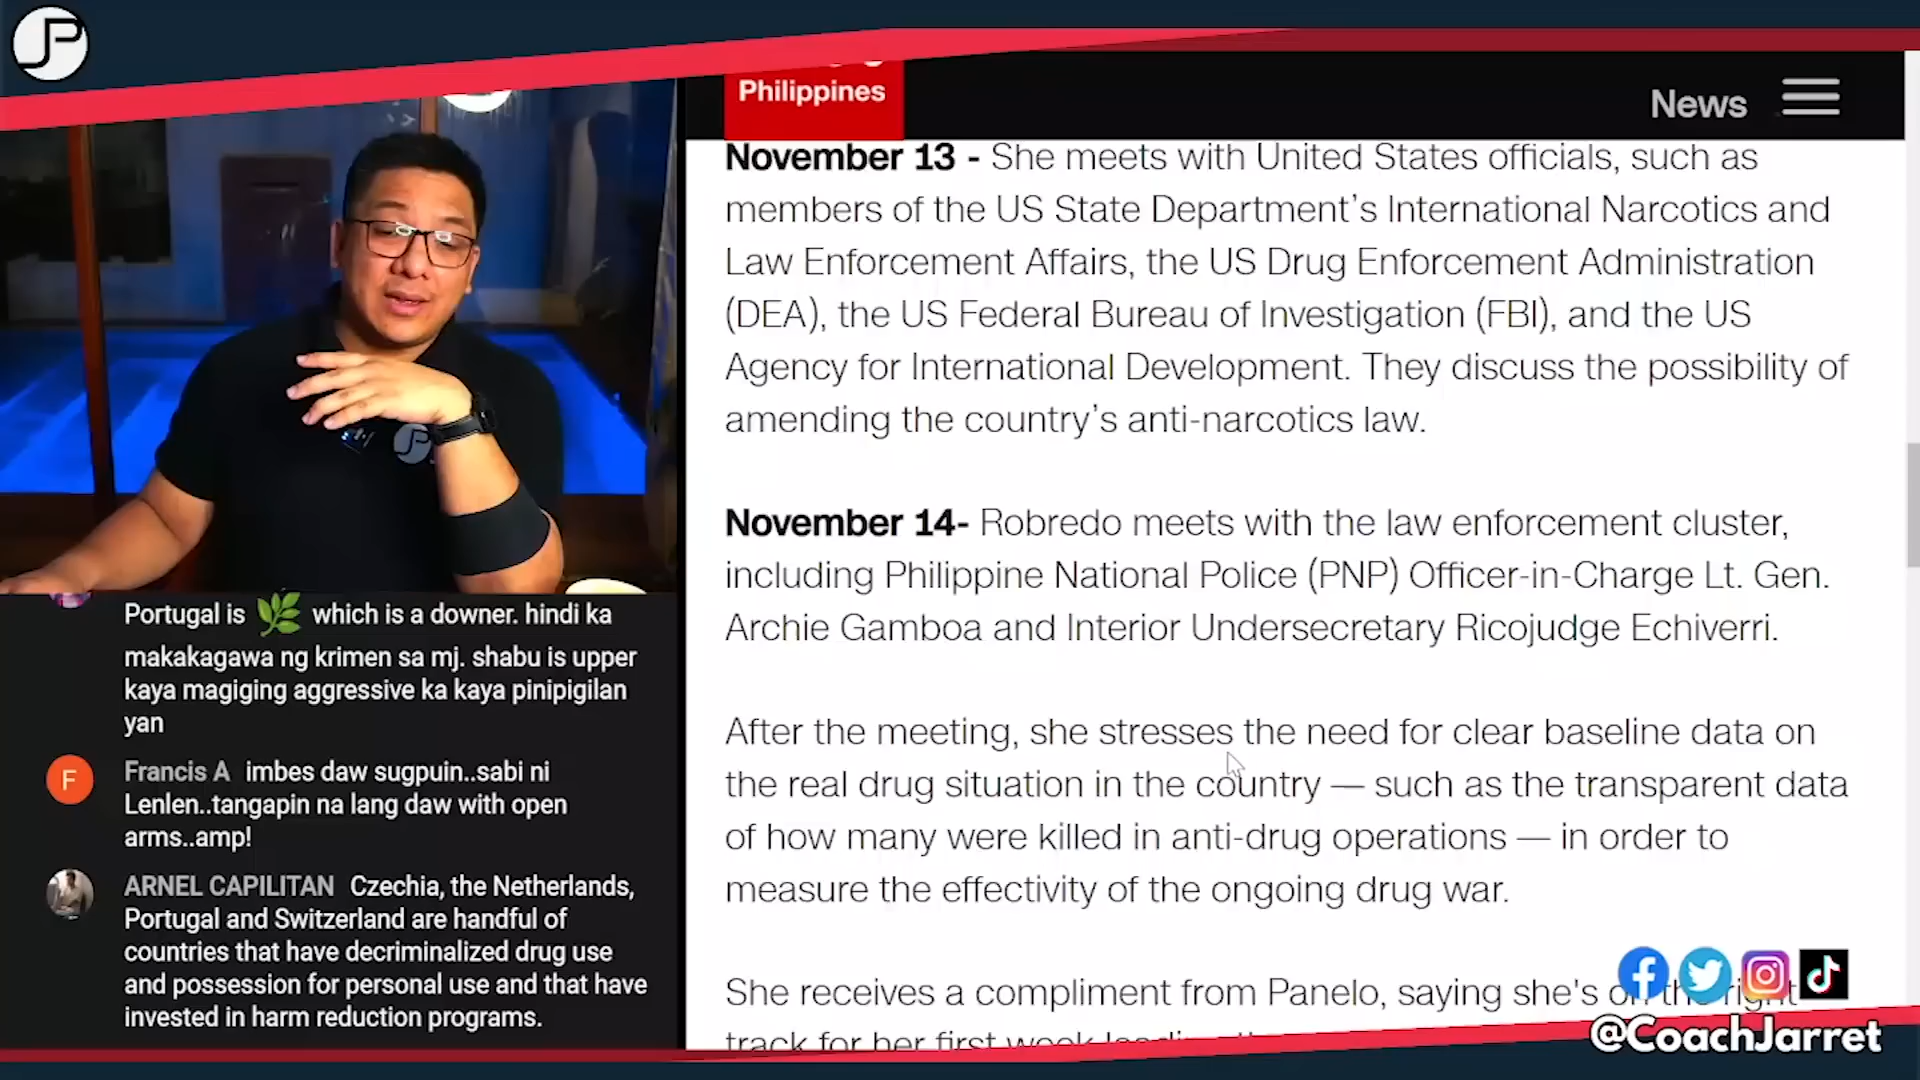 JP
Philippines
News
November 13 - She meets with United States officials, such as
members of the US State Department's International Narcotics and
Law Enforcement Affairs, the US Drug Enforcement Administration
(DEA), the US Federal Bureau of Investigation (FBI), and the US
Agency for International Development. They discuss the possibility of
amending the country's anti-narcotics law.
November 14- Robredo meets with the law enforcement cluster,
including Philippine National Police (PNP) Officer-in-Charge Lt. Gen.
Archie Gamboa and Interior Undersecretary Ricojudge Echiverri.
After the meeting, she stresses the need for clear baseline data on
the real drug situation in the country — such as the transparent data
of how many were killed in anti-drug operations — in order to
measure the effectivity of the ongoing drug war.
She receives a compliment from Panelo, saying she's on the right
track for her first week
Portugal is 🌿 which is a downer. hindi ka
makakagawa ng krimen sa mj. shabu is upper
kaya magiging aggressive ka kaya pinipigilan
yan
F
Francis A imbes daw sugpuin..sabi ni
Lenlen..tangapin na lang daw with open
arms..amp!
ARNEL CAPILITAN Czechia, the Netherlands,
Portugal and Switzerland are handful of
countries that have decriminalized drug use
and possession for personal use and that have
invested in harm reduction programs.
@CoachJarret